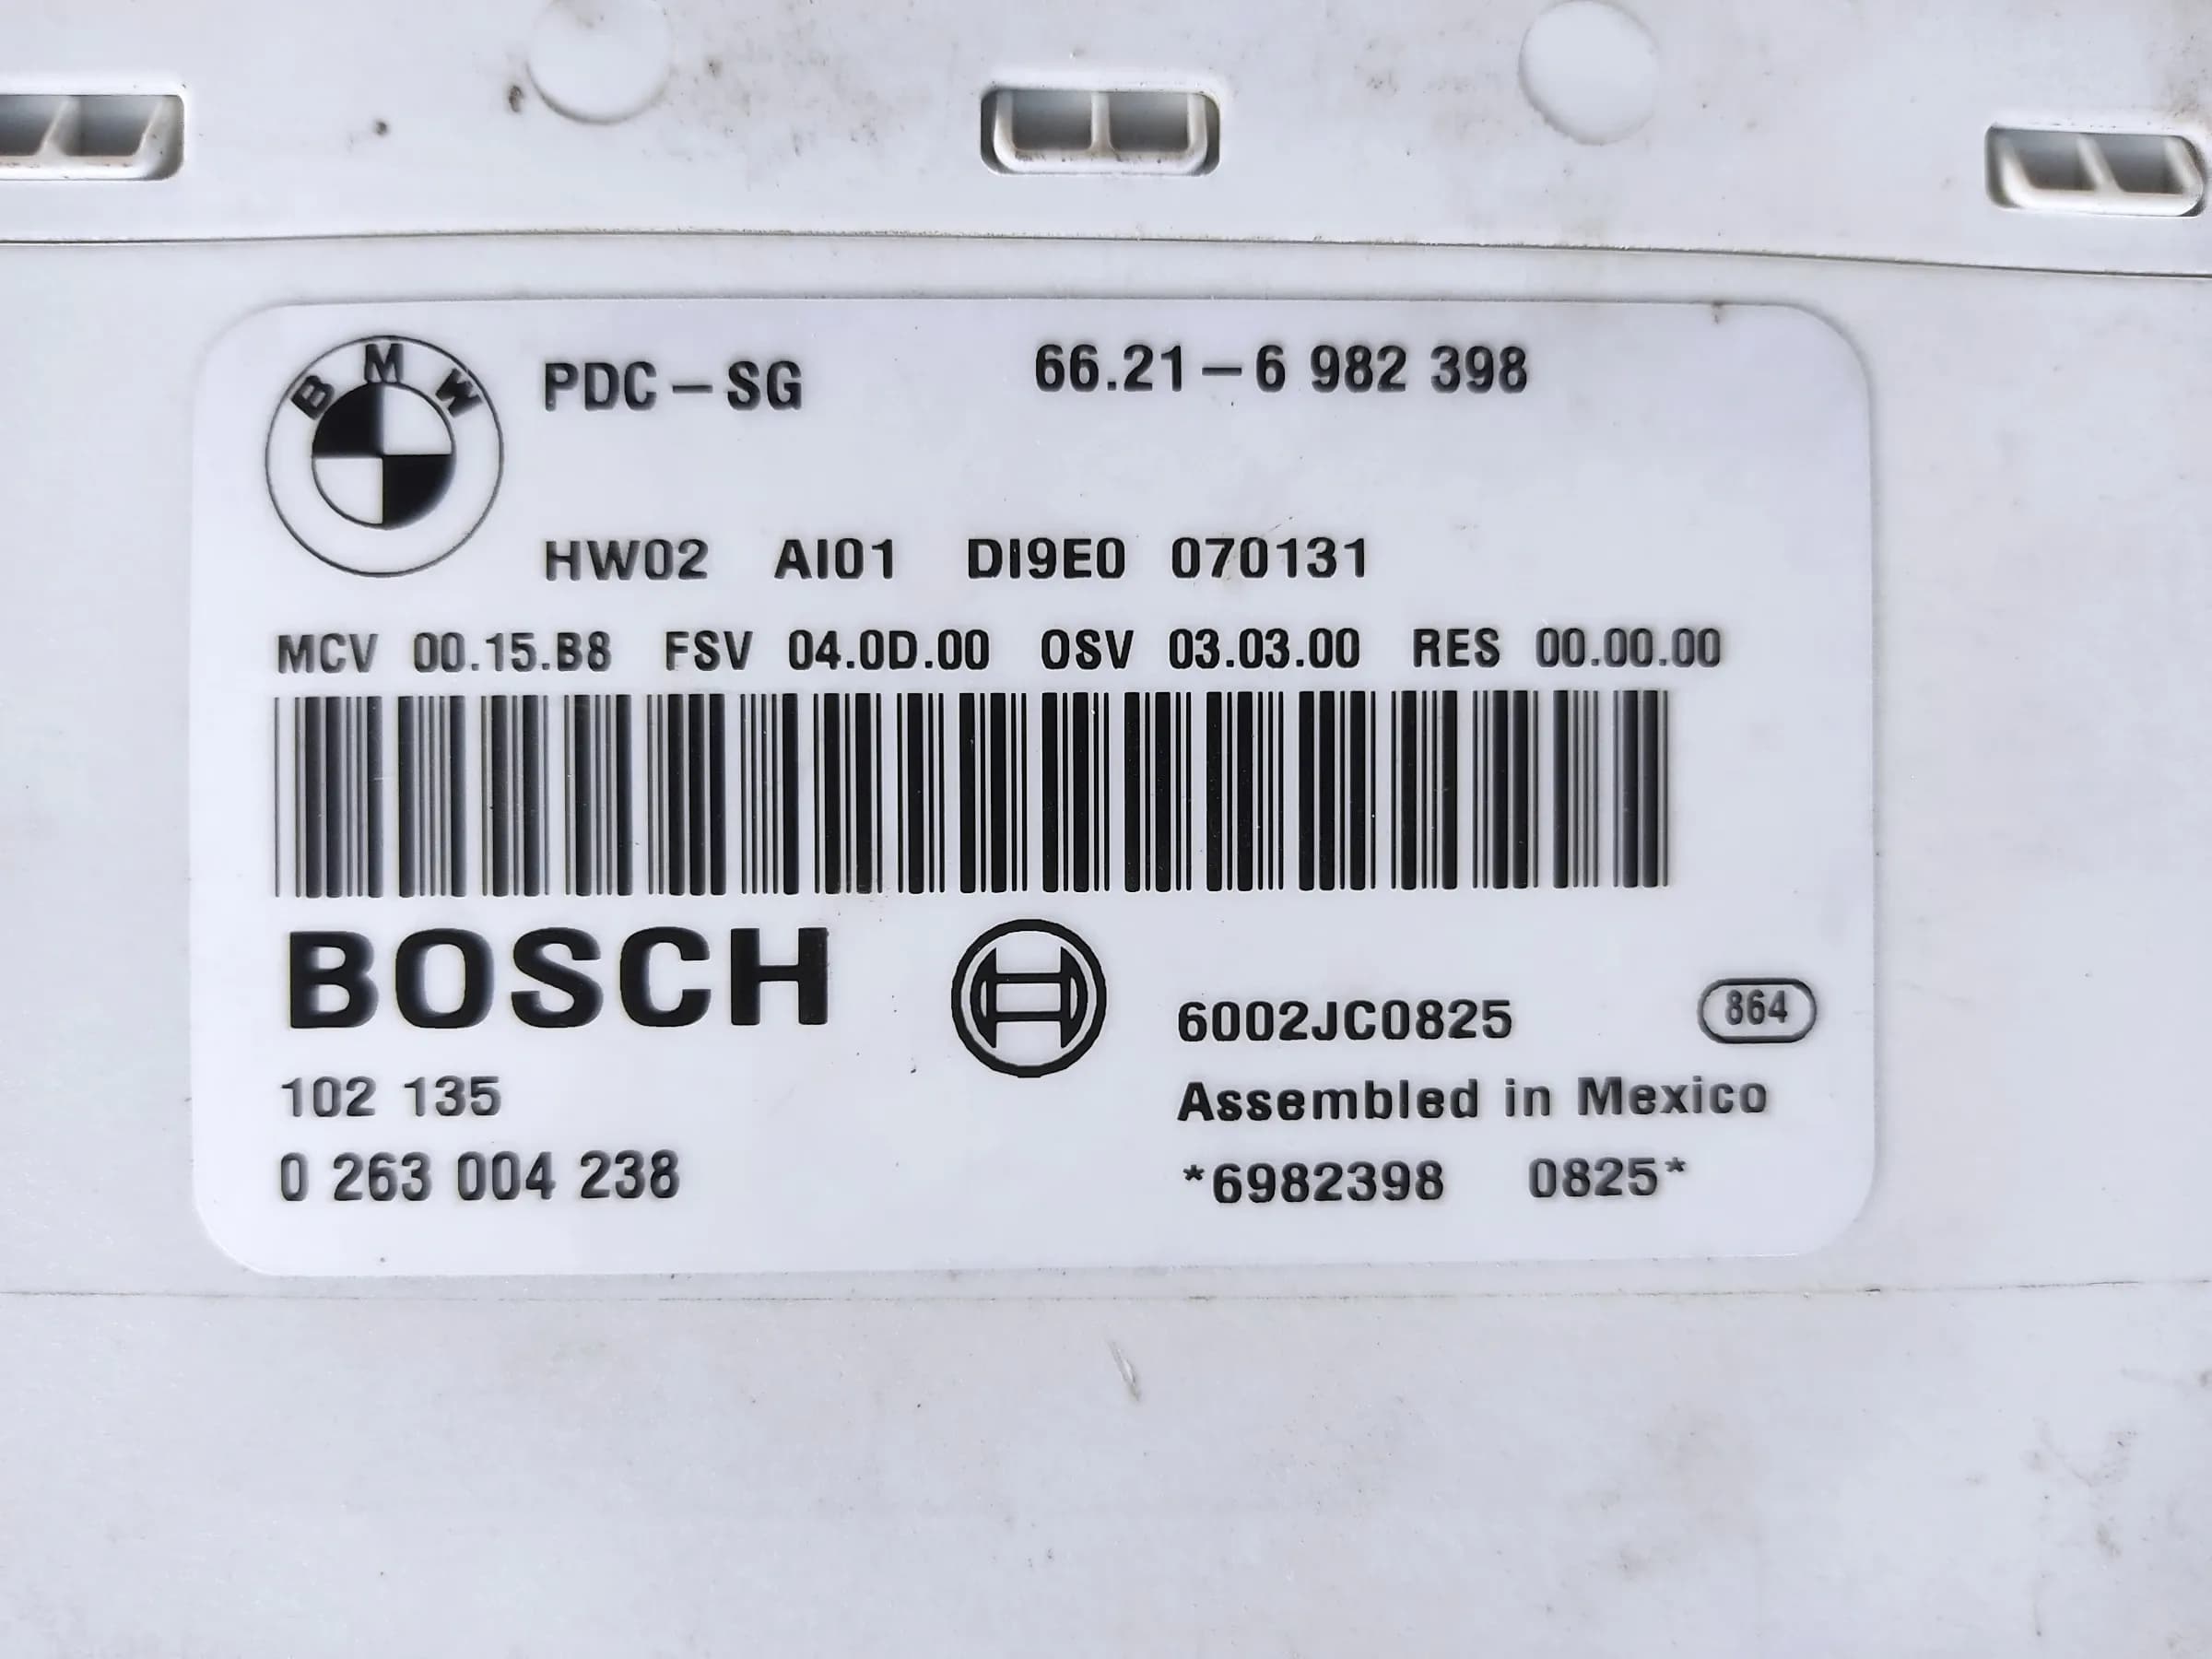 BMW
PDC-SG 66.21-6 982 398
HW02 AI01 DI9E0 070131
MCV 00.15.B8 FSV 04.0D.00 OSV 03.03.00 RES 00.00.00
BOSCH
6002JC0825 864
102 135 Assembled in Mexico
0 263 004 238 *6982398 0825*